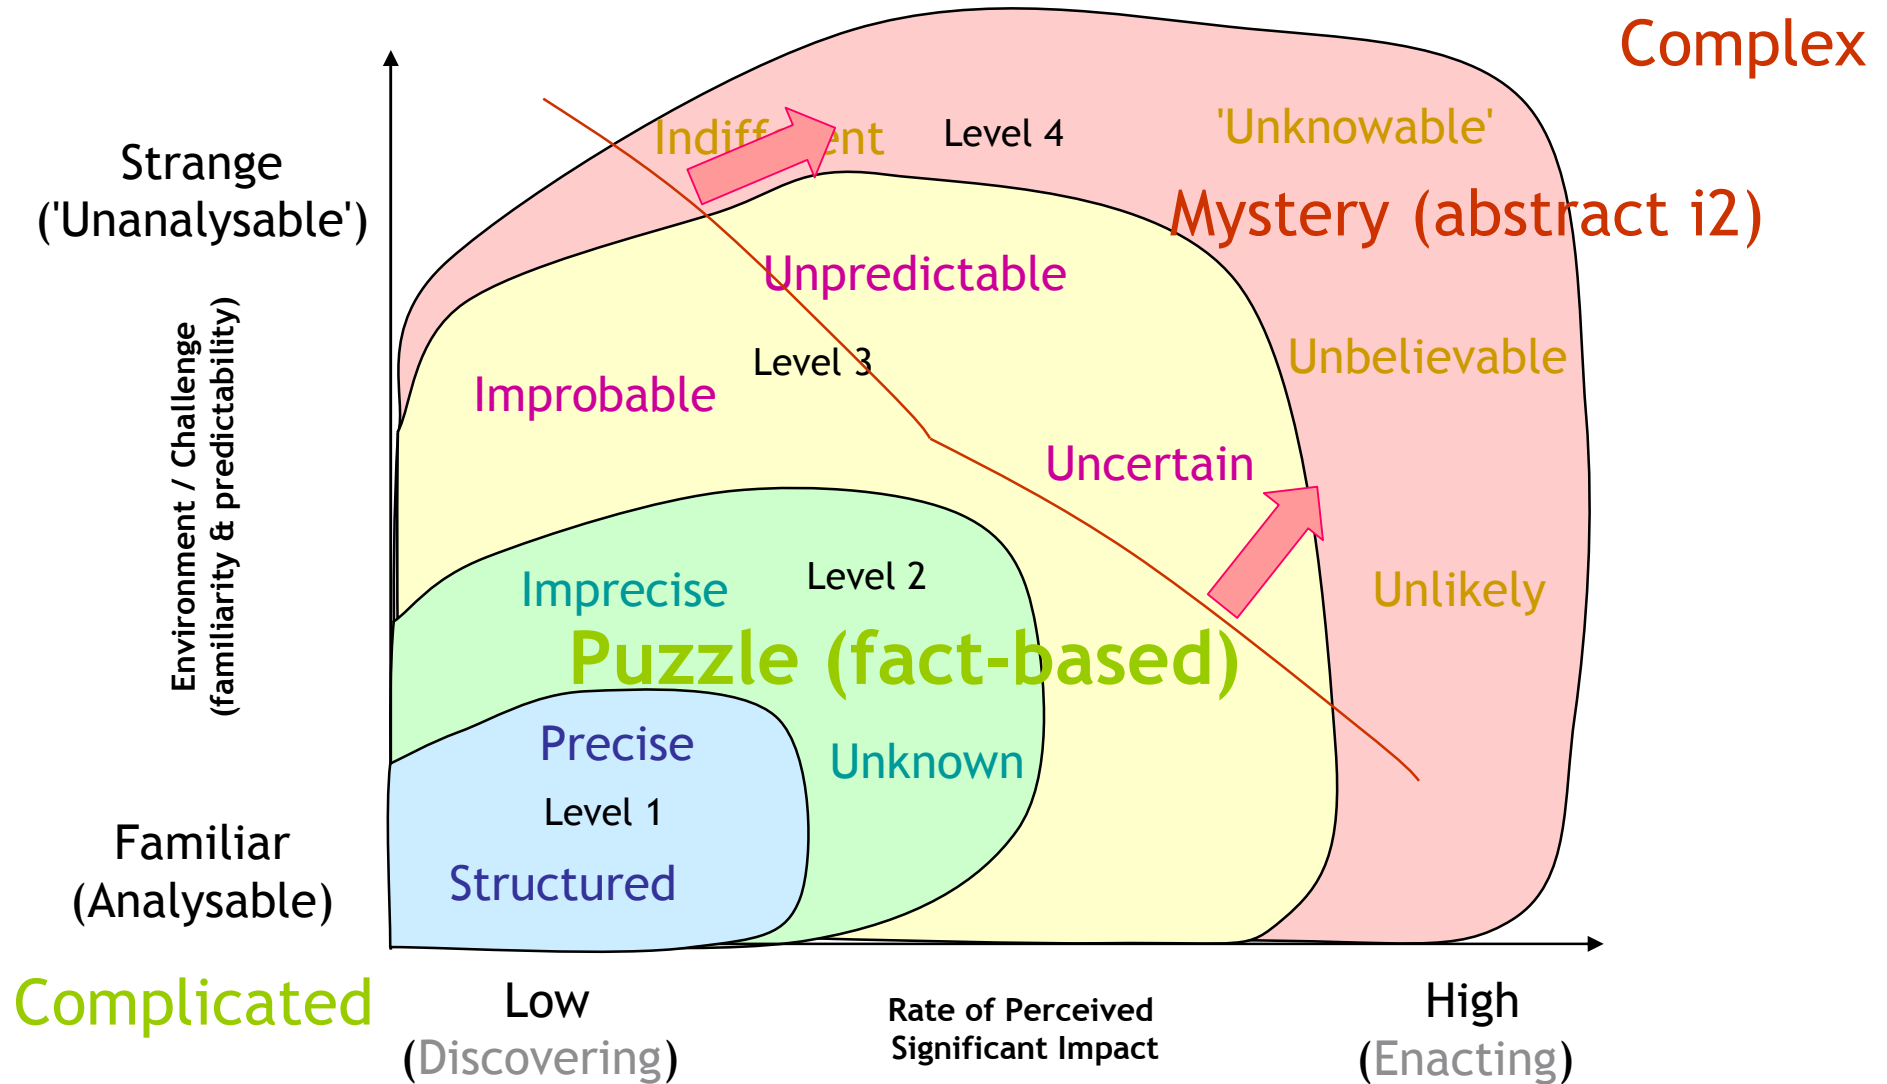 Complex
Indiff ent
Level 4
'Unknowable'
Strange
('Unanalysable')
Mystery (abstract i2)
Unpredictable
Environment / Challenge
(familiarity & predictability)
Level 3
Unbelievable
Improbable
Uncertain
Imprecise
Level 2
Unlikely
Puzzle (fact-based)
Precise
Unknown
Level 1
Familiar
(Analysable)
Structured
Complicated
Low
(Discovering)
Rate of Perceived
Significant Impact
High
(Enacting)